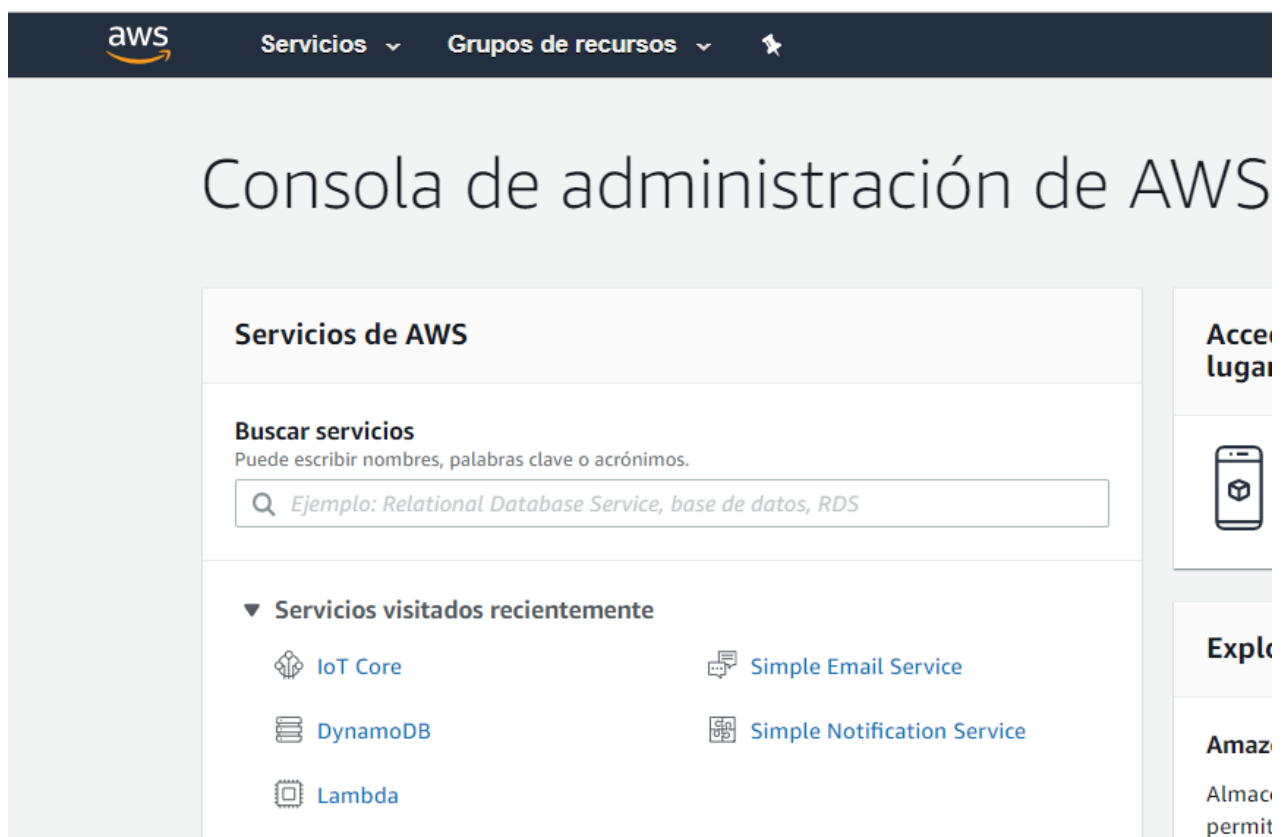 aws
Servicios
Grupos de recursos
Consola de administración de AWS
Servicios de AWS
Buscar servicios
Puede escribir nombres, palabras clave o acrónimos.
Ejemplo: Relational Database Service, base de datos, RDS
Servicios visitados recientemente
IoT Core
Simple Email Service
DynamoDB
Simple Notification Service
Lambda